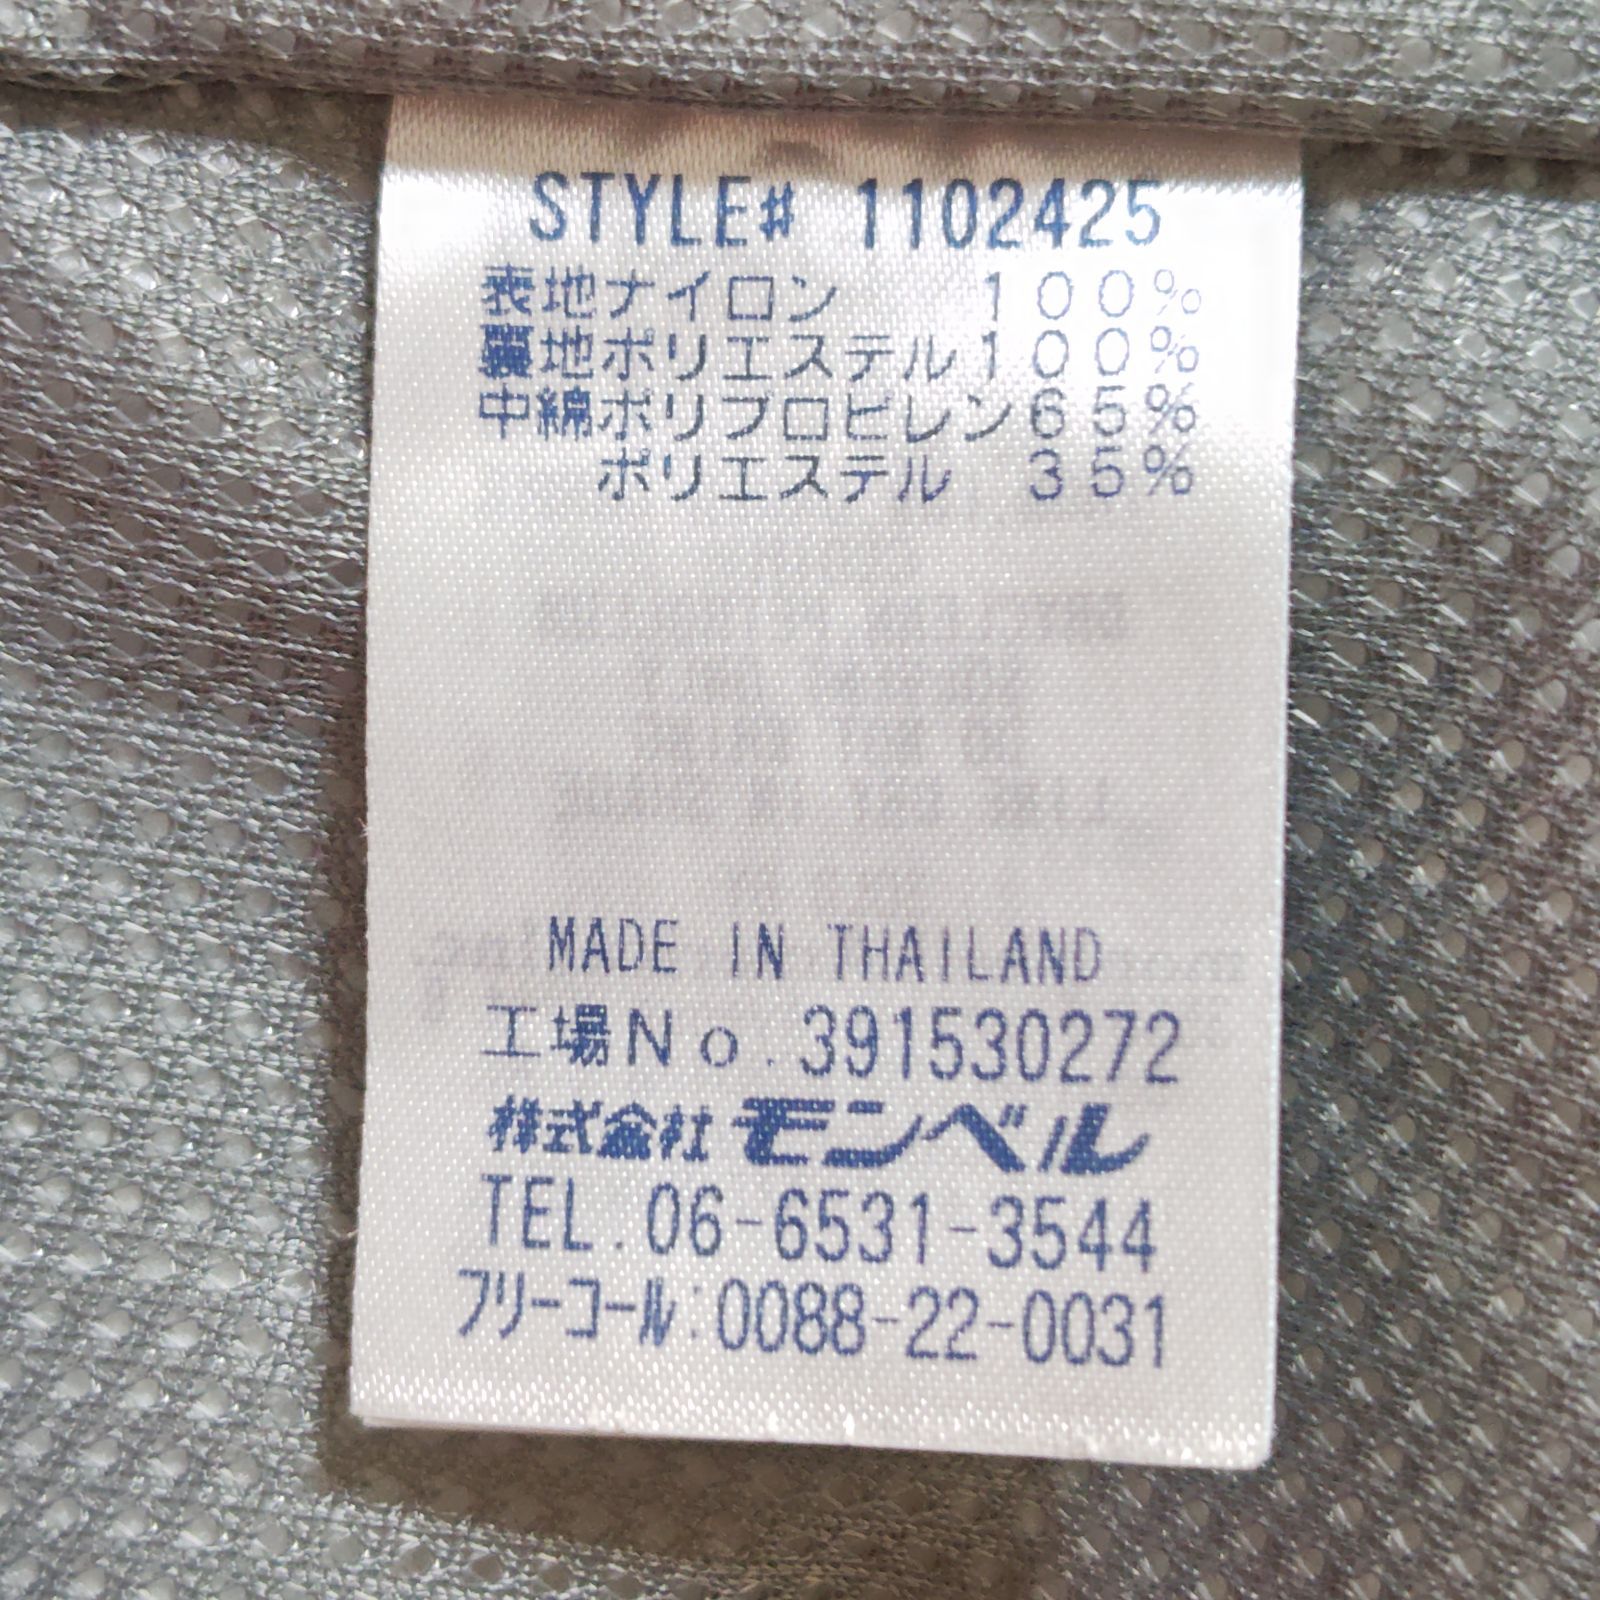 STYLE# 1102425
表地ナイロン　　１００％
裏地ポリエステル１００％
中綿ポリプロピレン６５％
ポリエステル　３５％
MADE IN THAILAND
工場Ｎｏ.391530272
株式会社モンベル
TEL.06-6531-3544
フリーコール:0088-22-0031